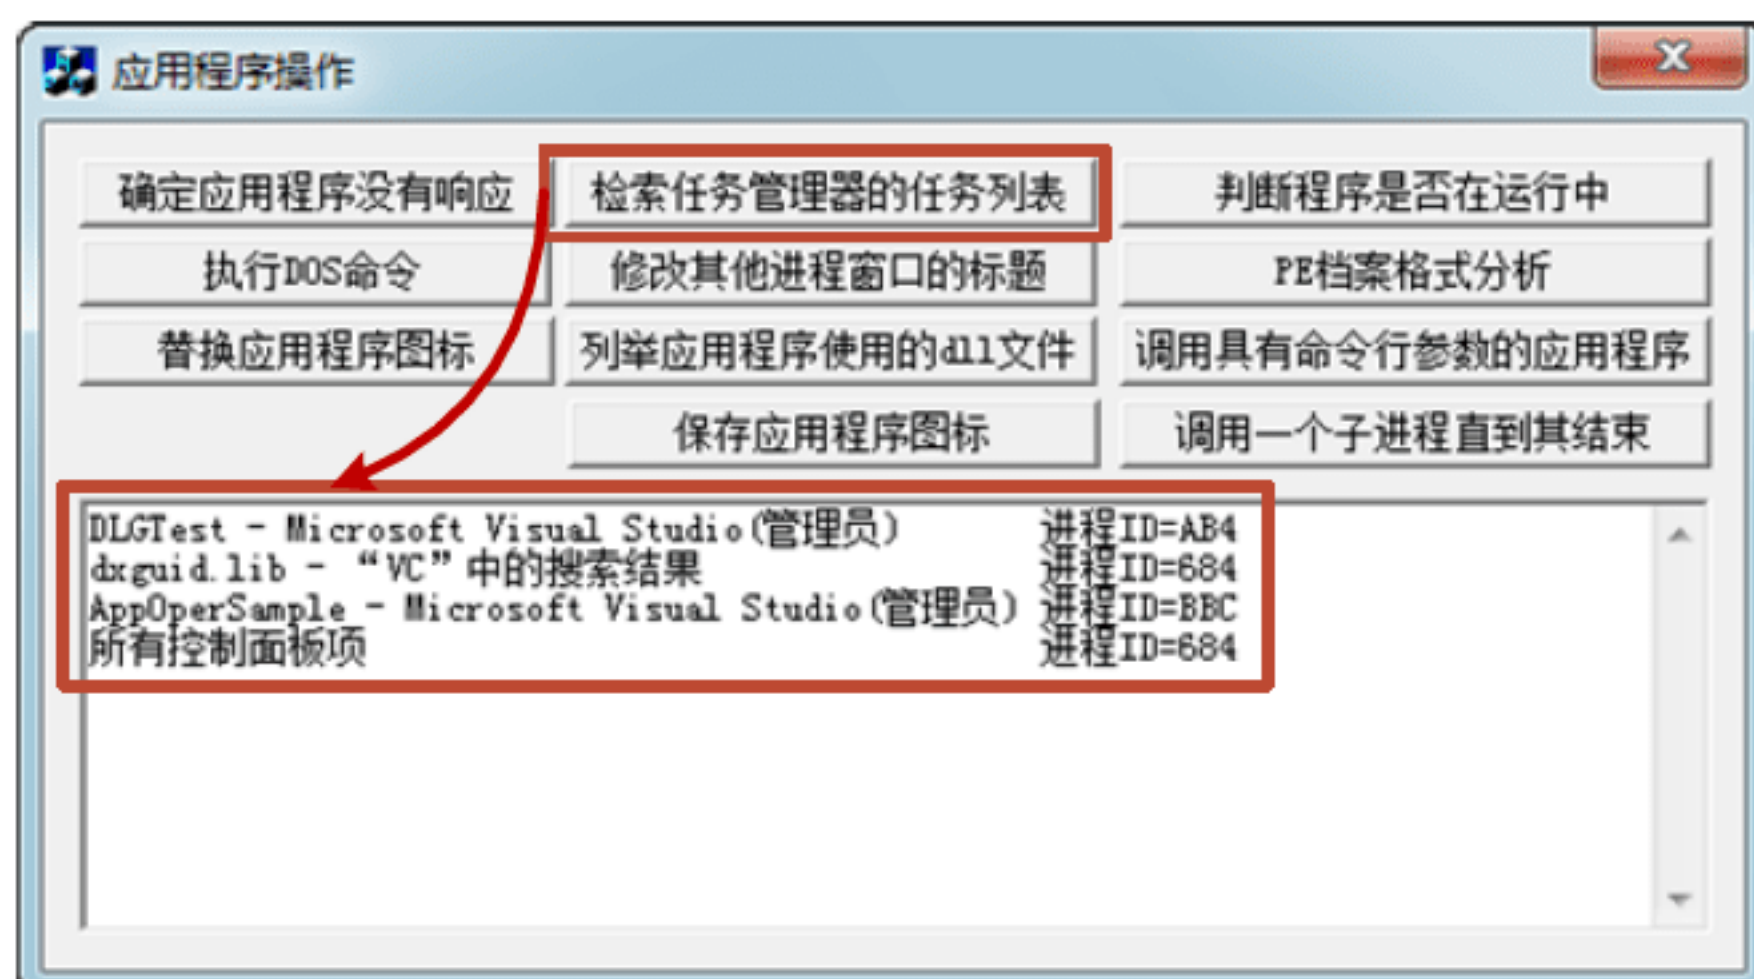 应用程序操作
确定应用程序没有响应 检索任务管理器的任务列表 判断程序是否在运行中
执行DOS命令 修改其他进程窗口的标题 PE档案格式分析
替换应用程序图标 列举应用程序使用的dll文件 调用具有命令行参数的应用程序
保存应用程序图标 调用一个子进程直到其结束
DLGTest - Microsoft Visual Studio(管理员) 进程ID=AB4
dxguid.lib - “VC”中的搜索结果 进程ID=684
AppOperSample - Microsoft Visual Studio(管理员) 进程ID=BBC
所有控制面板项 进程ID=684